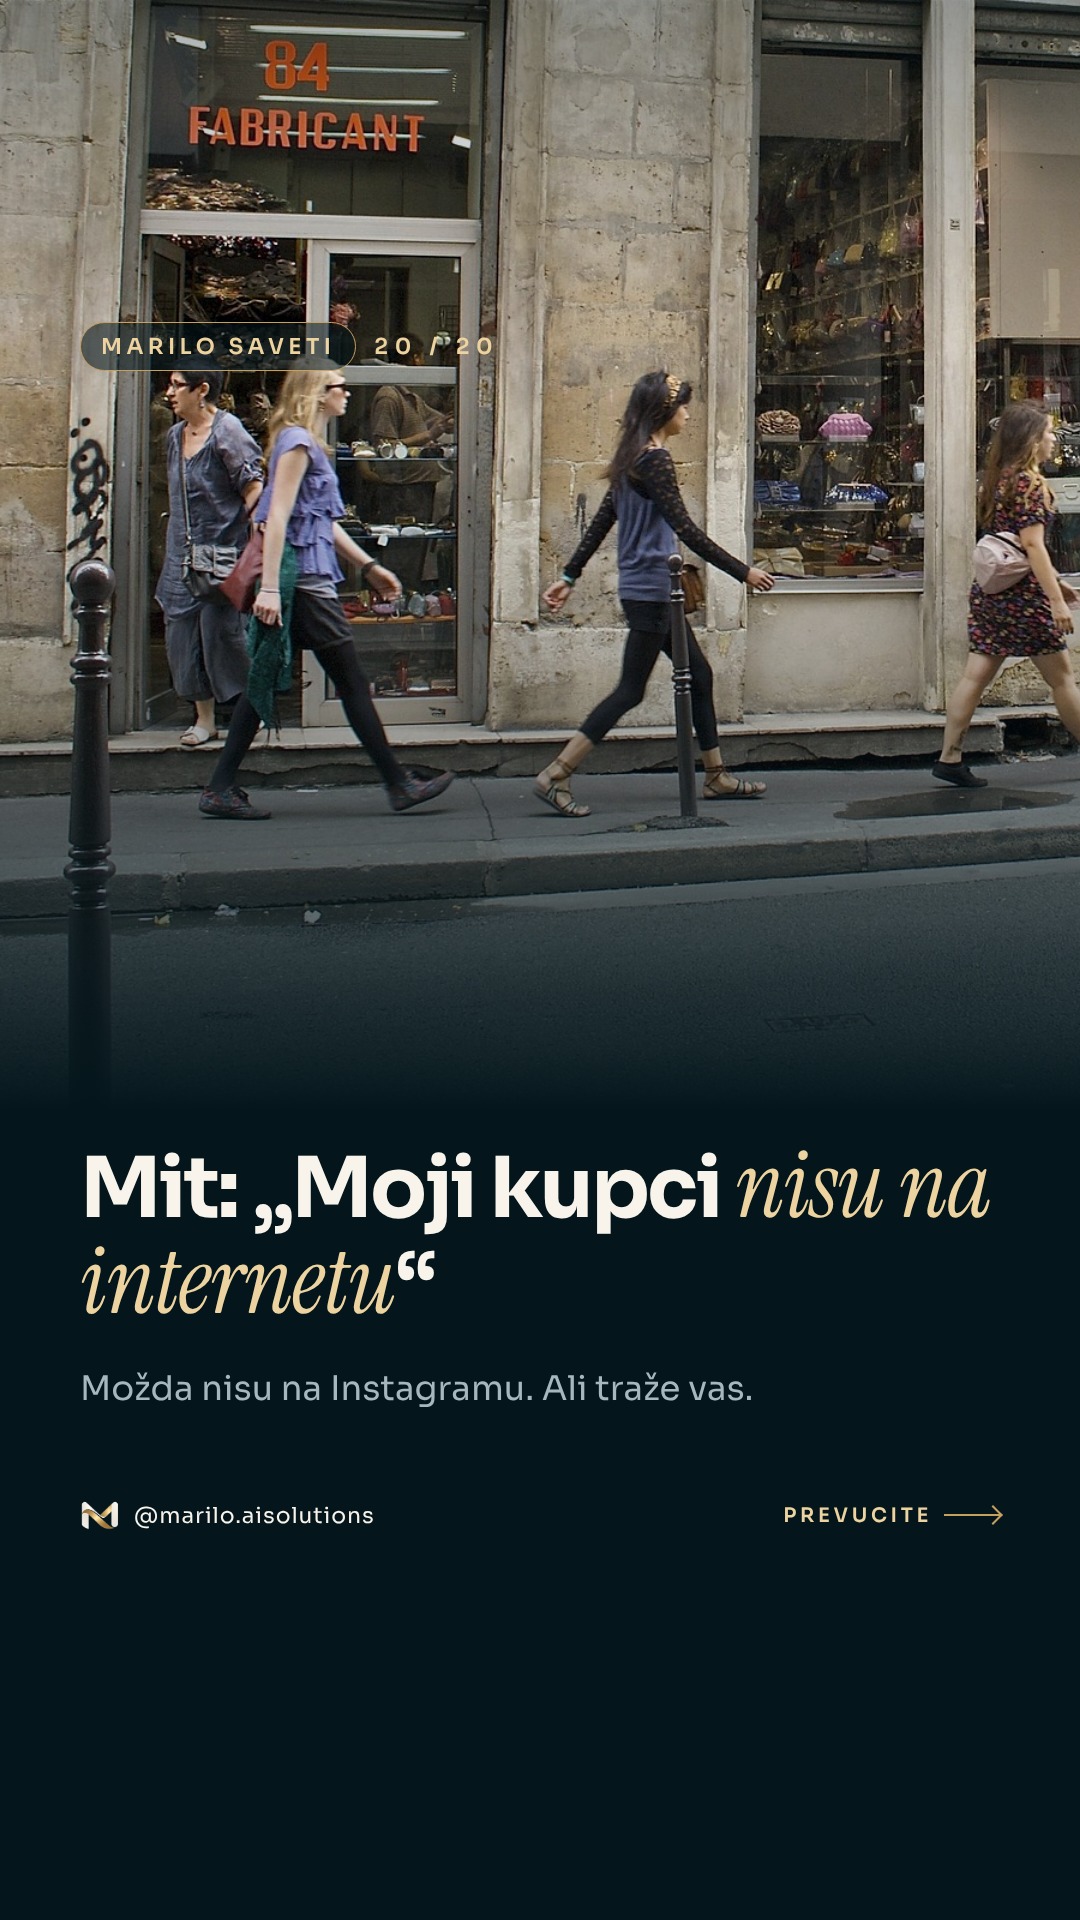 84
FABRICANT
MARILO SAVETI 20 / 20
Mit: „Moji kupci nisu na
internetu“
Možda nisu na Instagramu. Ali traže vas.
@marilo.aisolutions
PREVUCITE